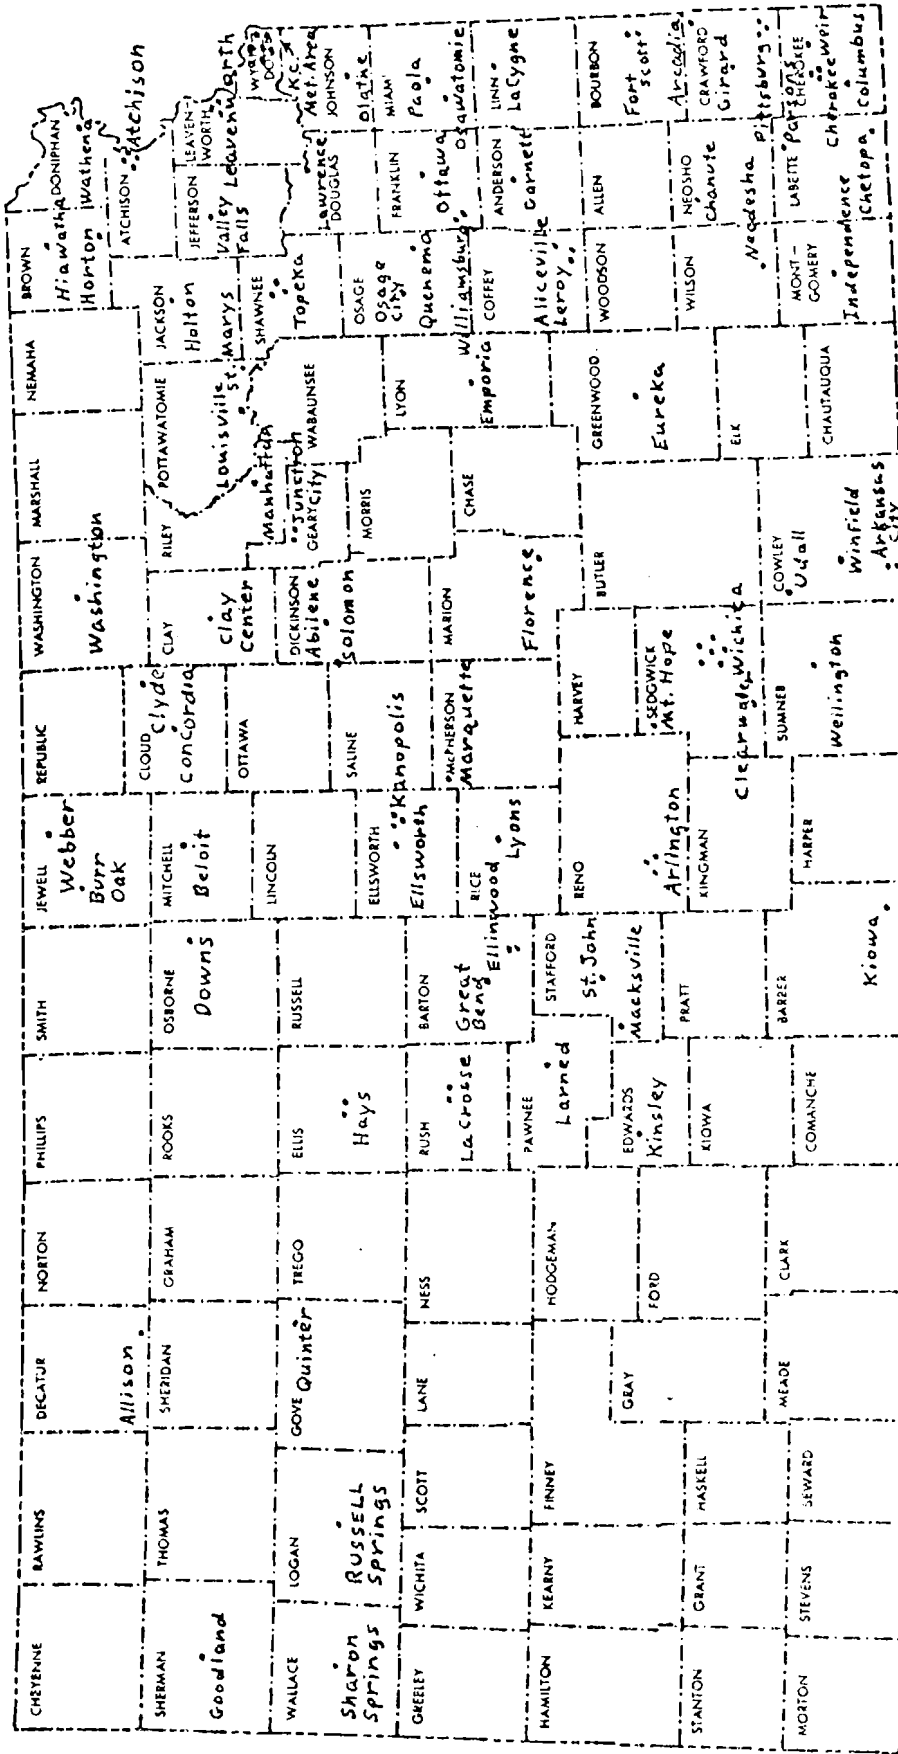 CHEYENNE
RAWLINS
DECATUR
NORTON
PHILLIPS
SMITH
JEWELL
REPUBLIC
WASHINGTON
MARSHALL
NEMAHA
BROWN
DONIPHAN
Allison
Webber
Burr
Oak
Washington
Hiawatha
Horton
Wathena
SHERMAN
THOMAS
SHERIDAN
GRAHAM
ROOKS
OSBORNE
MITCHELL
CLOUD
CLAY
RILEY
POTTAWATOMIE
JACKSON
ATCHISON
Atchison
Goodland
Downs
Beloit
Clyde
Concordia
Clay
Center
Manhattan
Louisville
St. Marys
Holton
JEFFERSON
Valley
Falls
LEAVEN-
WORTH
Leavenworth
WYAN-
DOTTE
K.C.
Met. Area
WALLACE
LOGAN
GOVE
TREGO
ELLIS
RUSSELL
LINCOLN
OTTAWA
DICKINSON
GEARY
WABAUNSEE
SHAWNEE
DOUGLAS
JOHNSON
Sharon
Springs
RUSSELL
Springs
Quinter
Hays
Abilene
Solomon
Junction
City
Topeka
Lawrence
Olathe
GREELEY
WICHITA
SCOTT
LANE
NESS
RUSH
BARTON
ELLSWORTH
SALINE
MORRIS
LYON
OSAGE
FRANKLIN
MIAMI
LaCrosse
Great
Bend
Ellinwood
Ellsworth
Kanopolis
Osage
City
Quenema
Williamsburg
Ottawa
Paola
Osawatomie
HAMILTON
KEARNY
FINNEY
HODGEMAN
PAWNEE
STAFFORD
RICE
McPHERSON
MARION
CHASE
COFFEY
ANDERSON
LINN
Larned
St. John
Macksville
Lyons
Marquette
Florence
Emporia
Aliceville
Leroy
Garnett
LaCygne
GRAY
FORD
EDWARDS
Kinsley
RENO
Arlington
HARVEY
BUTLER
GREENWOOD
Eureka
WOODSON
ALLEN
BOURBON
Fort
Scott
STANTON
GRANT
HASKELL
KIOWA
PRATT
KINGMAN
SEDGWICK
Mt. Hope
Wichita
Clearwater
ELK
WILSON
Neodesha
NEOSHO
Chanute
CRAWFORD
Arcadia
Girard
Pittsburg
MORTON
STEVENS
SEWARD
MEADE
CLARK
COMANCHE
BARBER
Kiowa
HARPER
SUMNER
Wellington
COWLEY
Udall
Winfield
Arkansas
City
CHAUTAUQUA
MONT-
GOMERY
Independence
LABETTE
Parsons
Chetopa
CHEROKEE
Cherokee
Weir
Columbus